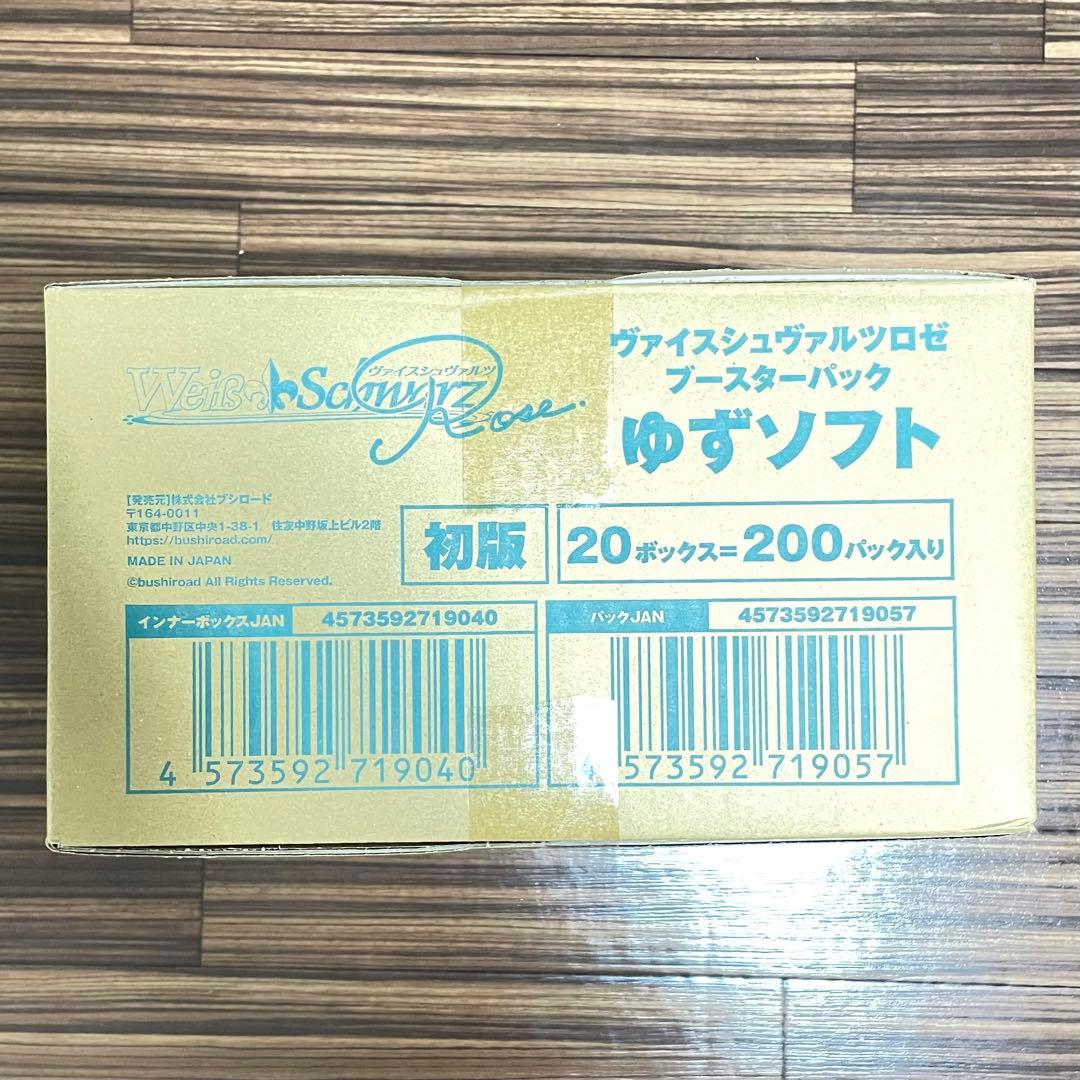 ヴァイスシュヴァルツロゼ
ブースターパック
ゆずソフト
Weiß Schwarz
ヴァイスシュヴァルツ
Rose.
【発売元】株式会社ブシロード
〒164-0011
東京都中野区中央1-38-1 住友中野坂上ビル2階
https://bushiroad.com/
MADE IN JAPAN
©bushiroad All Rights Reserved.
初版
20ボックス=200パック入り
インナーボックスJAN 4573592719040
4 573592 719040
パックJAN 4573592719057
4 573592 719057